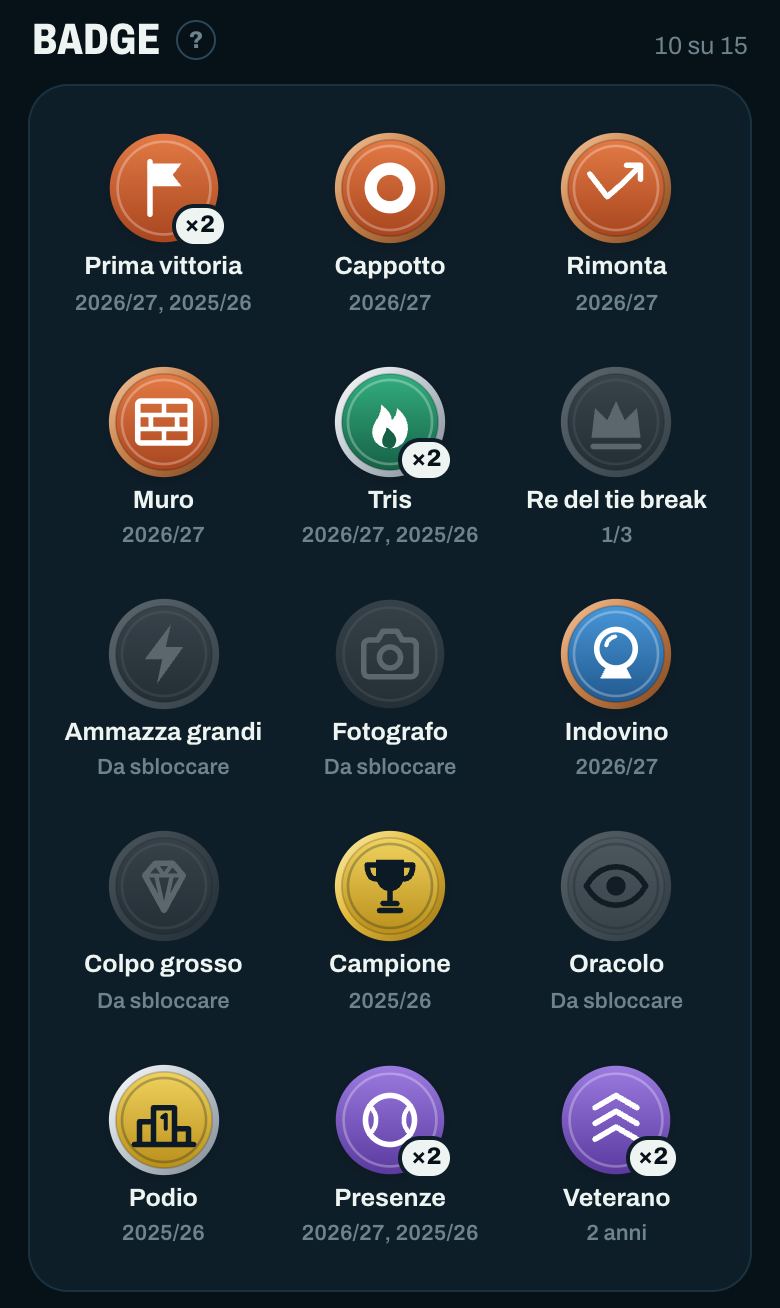 BADGE ? 10 su 15
×2
Prima vittoria Cappotto Rimonta
2026/27, 2025/26 2026/27 2026/27
×2
Muro Tris Re del tie break
2026/27 2026/27, 2025/26 1/3
Ammazza grandi Fotografo Indovino
Da sbloccare Da sbloccare 2026/27
Colpo grosso Campione Oracolo
Da sbloccare 2025/26 Da sbloccare
1
×2 ×2
Podio Presenze Veterano
2025/26 2026/27, 2025/26 2 anni